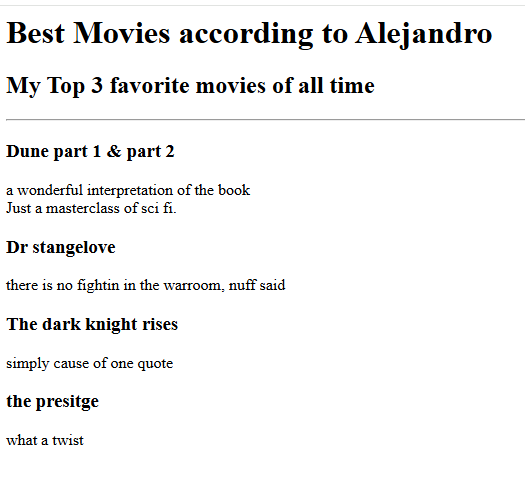 Best Movies according to Alejandro
My Top 3 favorite movies of all time
Dune part 1 & part 2
a wonderful interpretation of the book
Just a masterclass of sci fi.
Dr stangelove
there is no fightin in the warroom, nuff said
The dark knight rises
simply cause of one quote
the presitge
what a twist